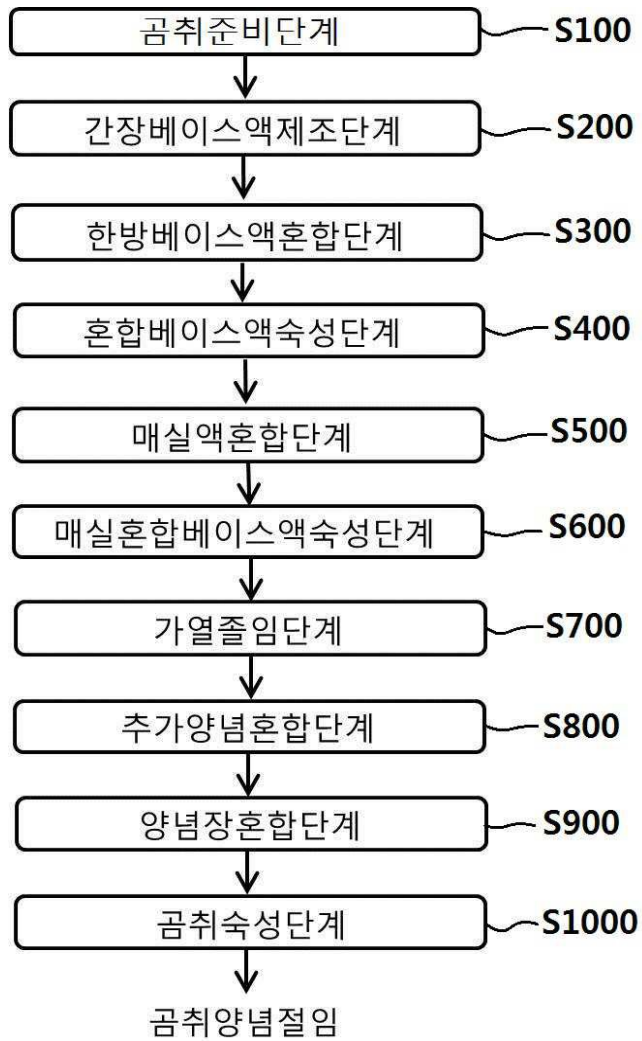 곰취준비단계 S100
간장베이스액제조단계 S200
한방베이스액혼합단계 S300
혼합베이스액숙성단계 S400
매실액혼합단계 S500
매실혼합베이스액숙성단계 S600
가열졸임단계 S700
추가양념혼합단계 S800
양념장혼합단계 S900
곰취숙성단계 S1000
곰취양념절임